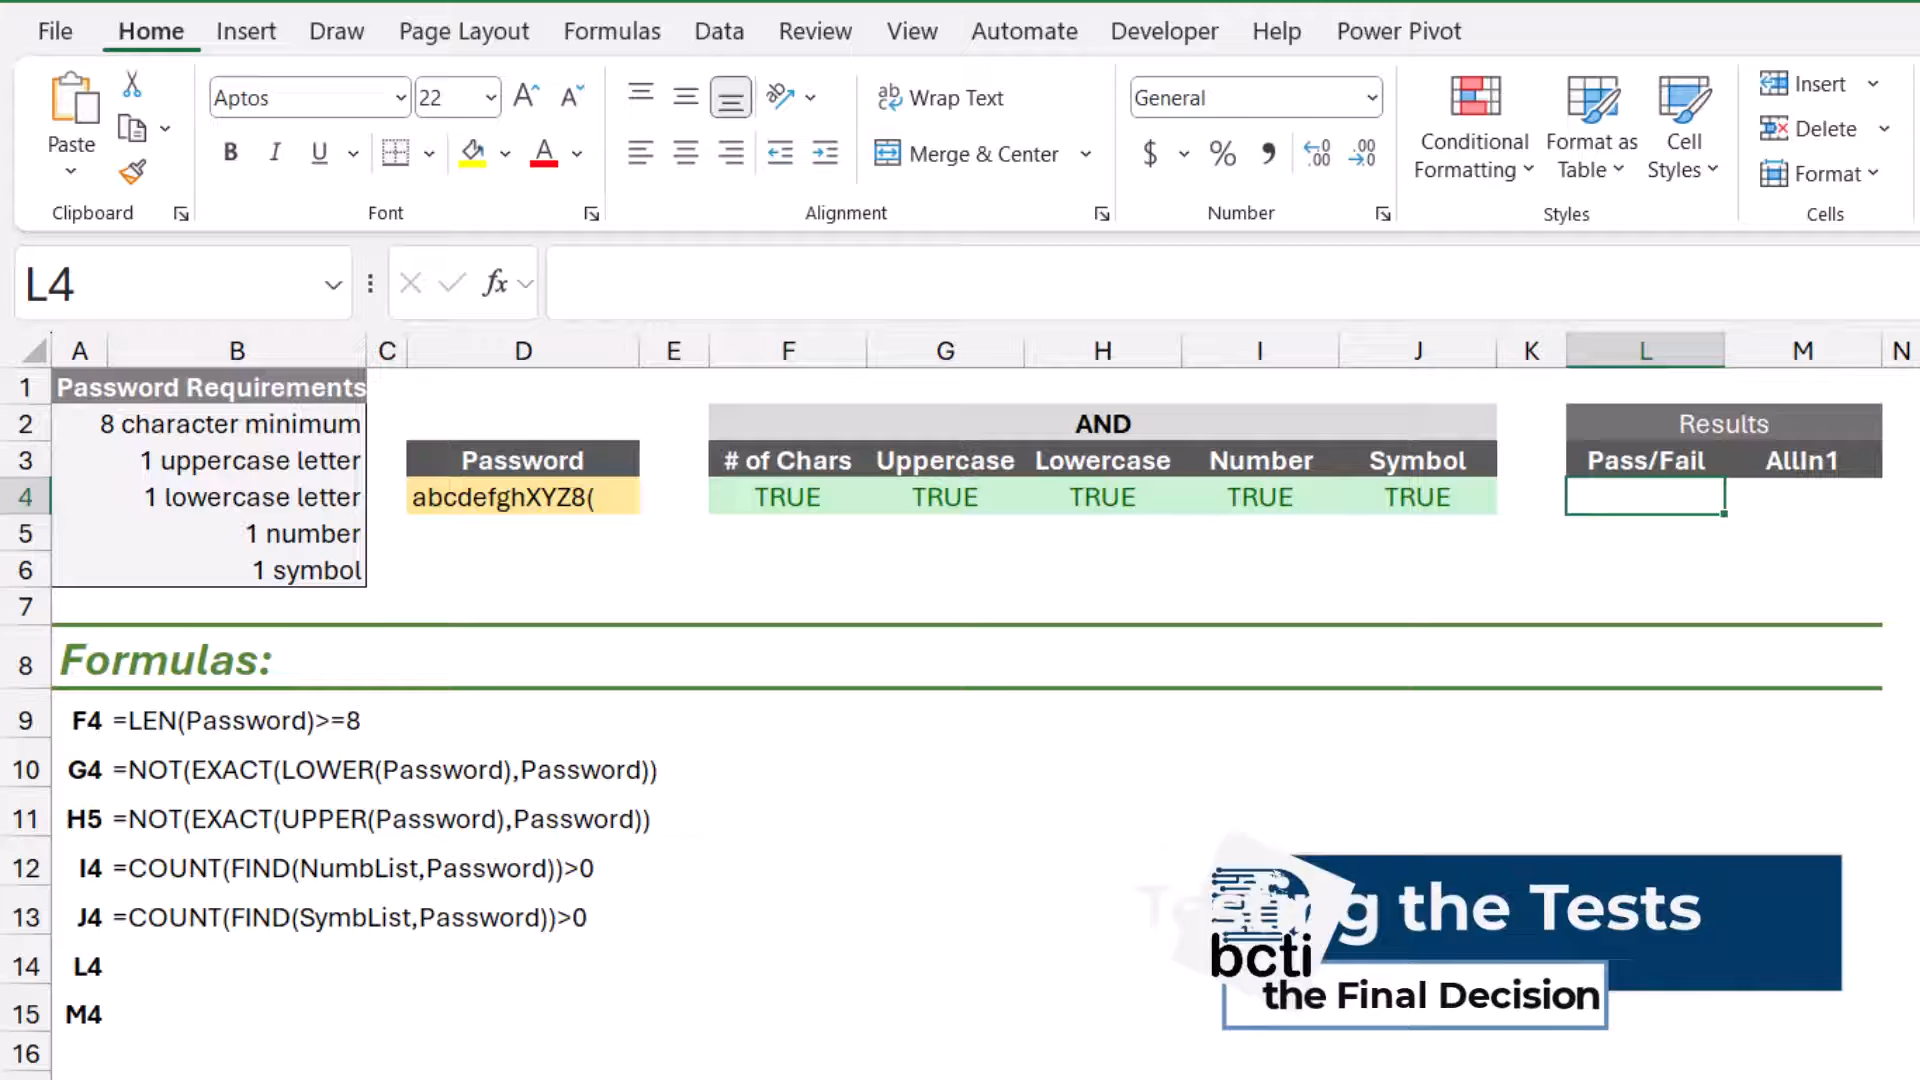 File Home Insert Draw Page Layout Formulas Data Review View Automate Developer Help Power Pivot
Paste
Clipboard
Aptos 22
B I U
Font
Wrap Text
Merge & Center
Alignment
General
$ % 9
Number
Conditional Formatting
Format as Table
Cell Styles
Styles
Insert
Delete
Format
Cells
L4 fx
A B C D E F G H I J K L M N
1 Password Requirements
2 8 character minimum AND Results
3 1 uppercase letter Password # of Chars Uppercase Lowercase Number Symbol Pass/Fail AllIn1
4 1 lowercase letter abcdefghXYZ8( TRUE TRUE TRUE TRUE TRUE
5 1 number
6 1 symbol
7
8 Formulas:
9 F4 =LEN(Password)>=8
10 G4 =NOT(EXACT(LOWER(Password),Password))
11 H5 =NOT(EXACT(UPPER(Password),Password))
12 I4 =COUNT(FIND(NumbList,Password))>0
13 J4 =COUNT(FIND(SymbList,Password))>0
14 L4
15 M4
16
Testing the Tests
bcti
the Final Decision